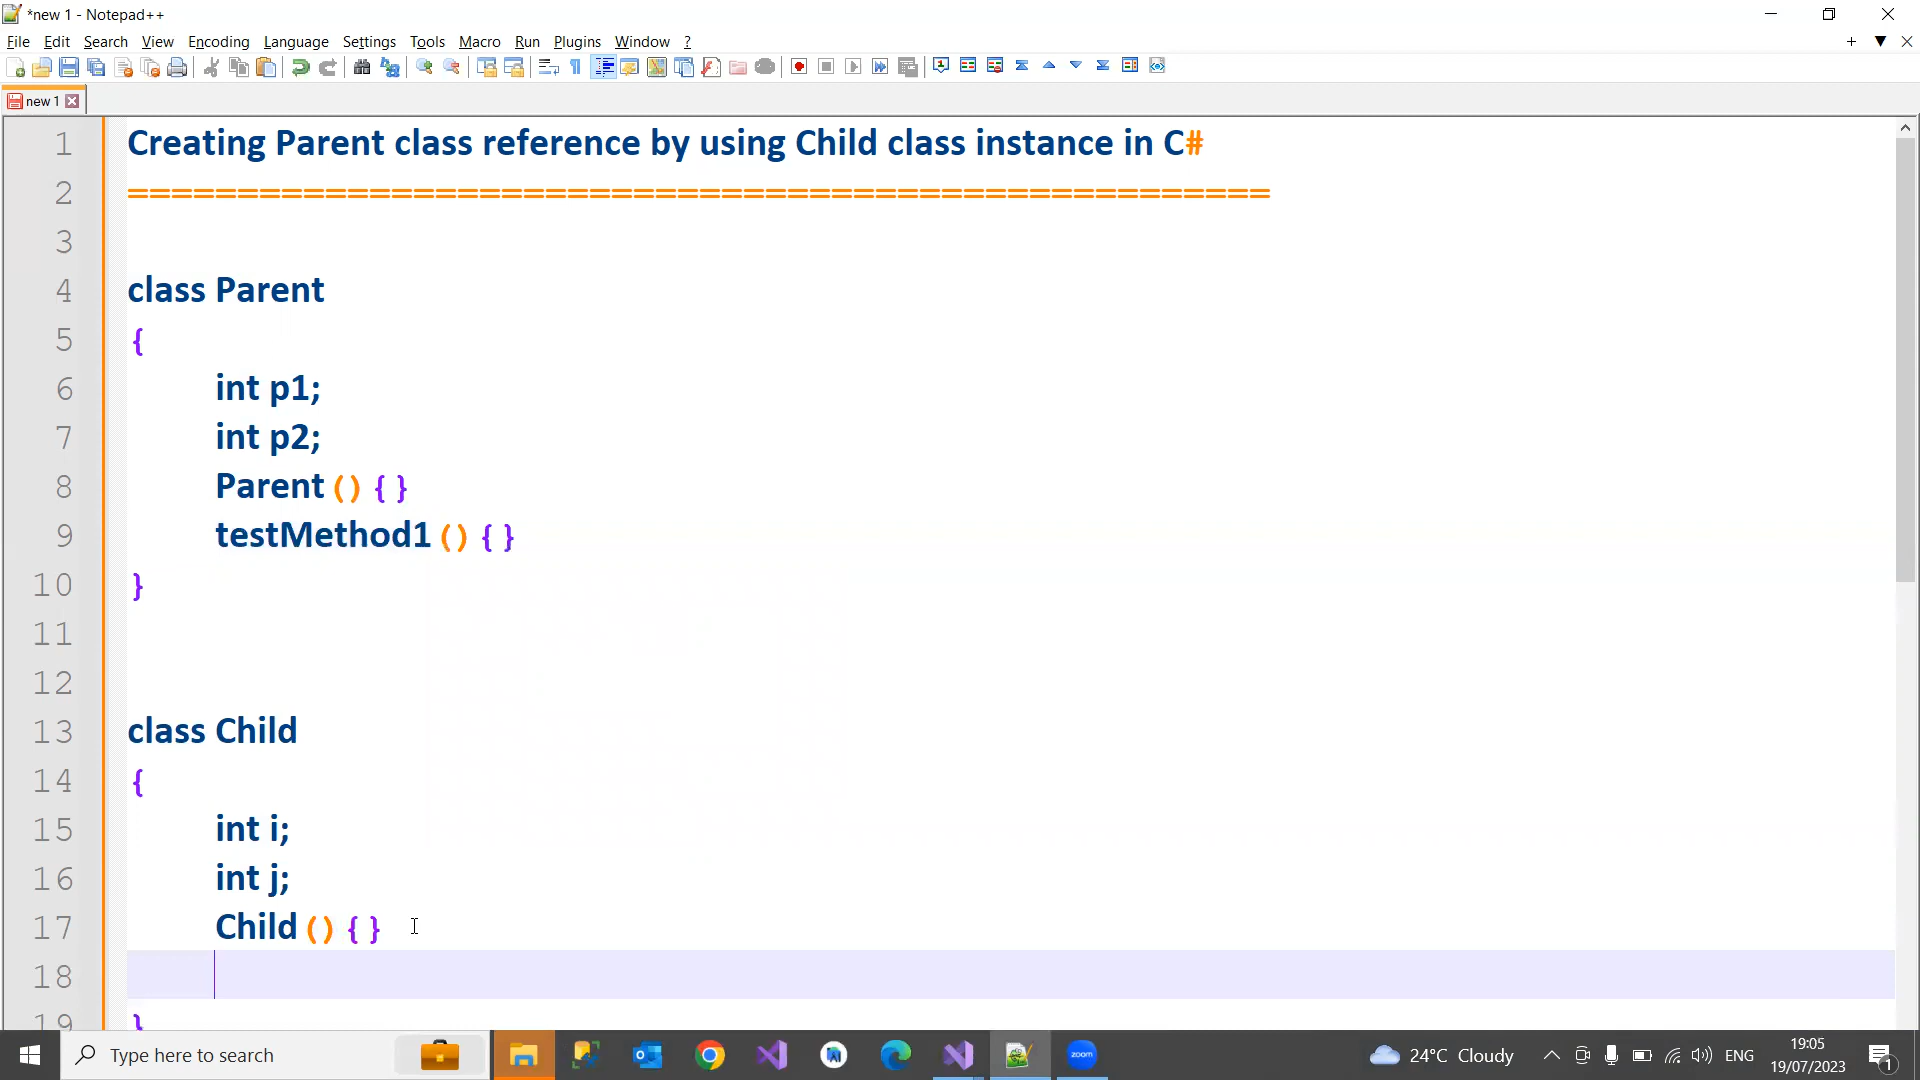 *new 1 - Notepad++
File Edit Search View Encoding Language Settings Tools Macro Run Plugins Window ?
new 1
1 Creating Parent class reference by using Child class instance in C#
2 ====================================================
3
4 class Parent
5 {
6 int p1;
7 int p2;
8 Parent(){}
9 testMethod1(){}
10 }
11
12
13 class Child
14 {
15 int i;
16 int j;
17 Child(){}
18
19 }
Type here to search
zoom
24°C Cloudy
ENG
19:05
19/07/2023
1